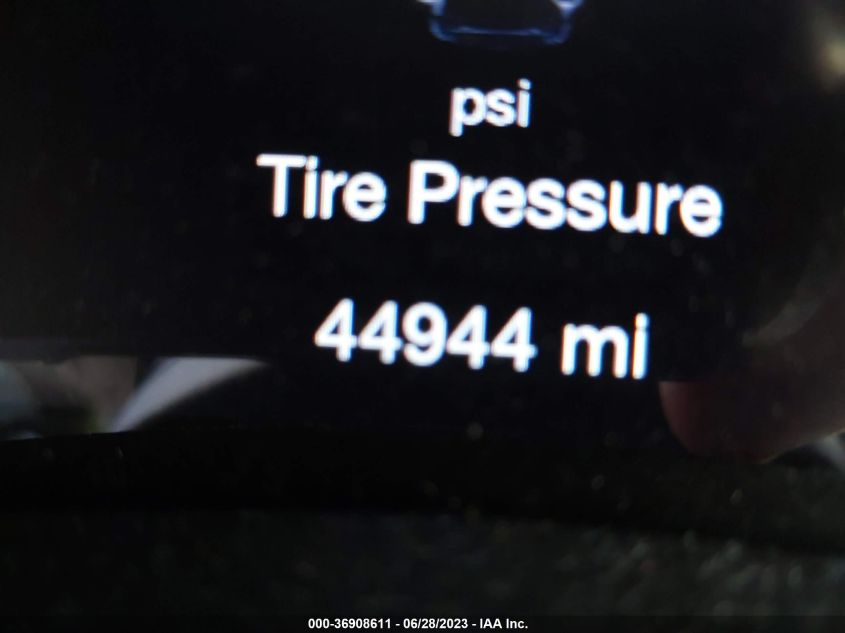 psi
Tire Pressure
44944 mi
000-36908611 - 06/28/2023 - IAA Inc.